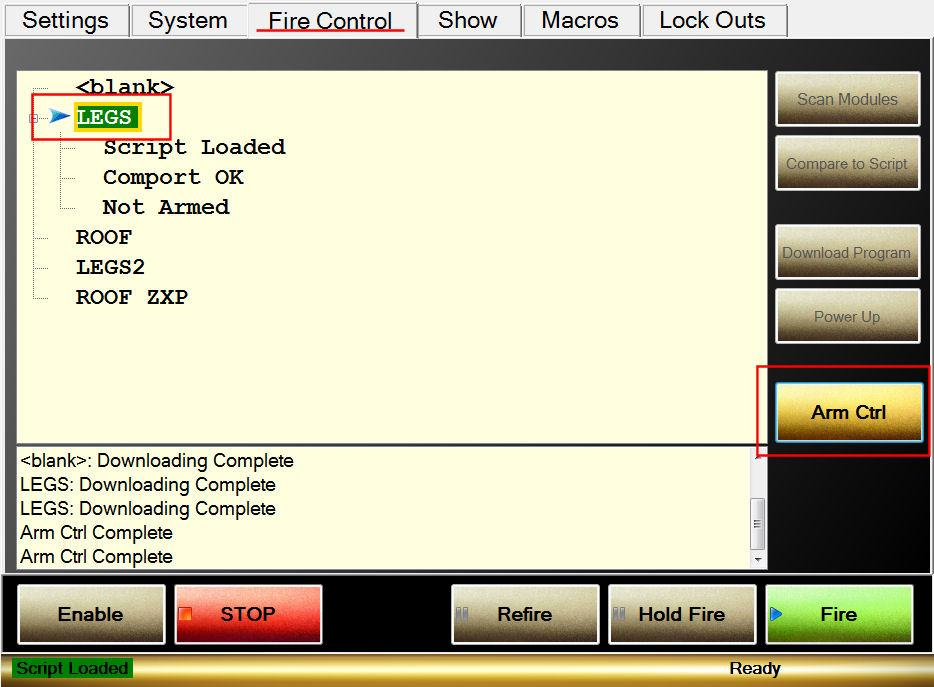 Settings System Fire Control Show Macros Lock Outs
<blank>
LEGS
Script Loaded
Comport OK
Not Armed
ROOF
LEGS2
ROOF ZXP
Scan Modules
Compare to Script
Download Program
Power Up
Arm Ctrl
<blank>: Downloading Complete
LEGS: Downloading Complete
LEGS: Downloading Complete
Arm Ctrl Complete
Arm Ctrl Complete
Enable STOP Refire Hold Fire Fire
Script Loaded Ready